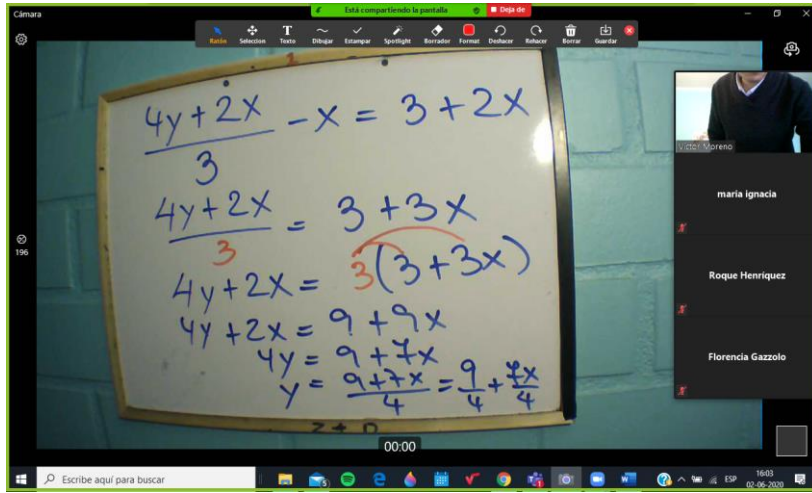 Cámara
Está compartiendo la pantalla
Deja de
Ratón Seleccion Texto Dibujar Estampar Spotlight Borrador Format Deshacer Rehacer Borrar Guardar
196
4y + 2x / 3 - x = 3 + 2x
4y + 2x / 3 = 3 + 3x
4y + 2x = 3(3 + 3x)
4y + 2x = 9 + 9x
4y = 9 + 7x
y = 9 + 7x / 4 = 9/4 + 7x/4
00:00
Victor Moreno
maría ignacia
Roque Henríquez
Florencia Gazzolo
Escribe aquí para buscar
ESP
16:03
02-06-2020